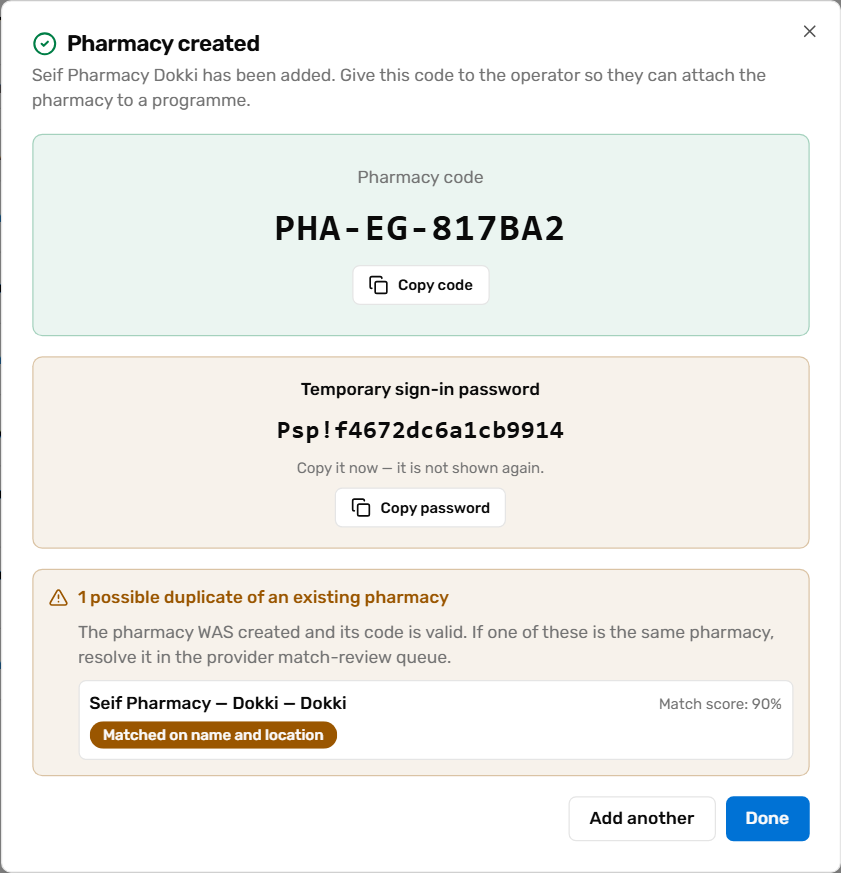 Pharmacy created
Seif Pharmacy Dokki has been added. Give this code to the operator so they can attach the
pharmacy to a programme.
Pharmacy code
PHA-EG-817BA2
Copy code
Temporary sign-in password
Psp!f4672dc6a1cb9914
Copy it now — it is not shown again.
Copy password
1 possible duplicate of an existing pharmacy
The pharmacy WAS created and its code is valid. If one of these is the same pharmacy,
resolve it in the provider match-review queue.
Seif Pharmacy — Dokki — Dokki
Match score: 90%
Matched on name and location
Add another
Done